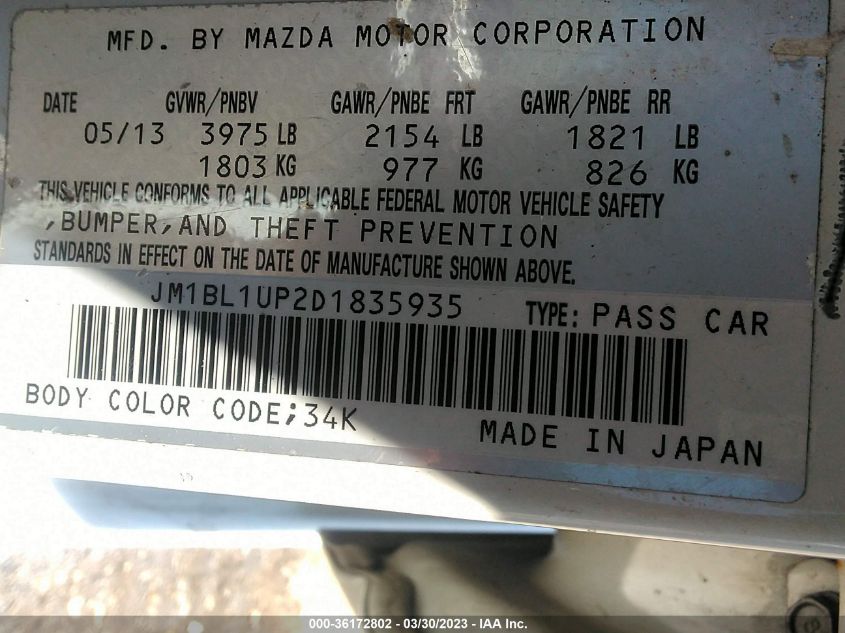 MFD. BY MAZDA MOTOR CORPORATION
DATE GVWR/PNBV GAWR/PNBE FRT GAWR/PNBE RR
05/13 3975 LB 2154 LB 1821 LB
1803 KG 977 KG 826 KG
THIS VEHICLE CONFORMS TO ALL APPLICABLE FEDERAL MOTOR VEHICLE SAFETY
,BUMPER,AND THEFT PREVENTION
STANDARDS IN EFFECT ON THE DATE OF MANUFACTURE SHOWN ABOVE.
JM1BL1UP2D1835935 TYPE: PASS CAR
BODY COLOR CODE;34K
MADE IN JAPAN
000-36172802 - 03/30/2023 - IAA Inc.